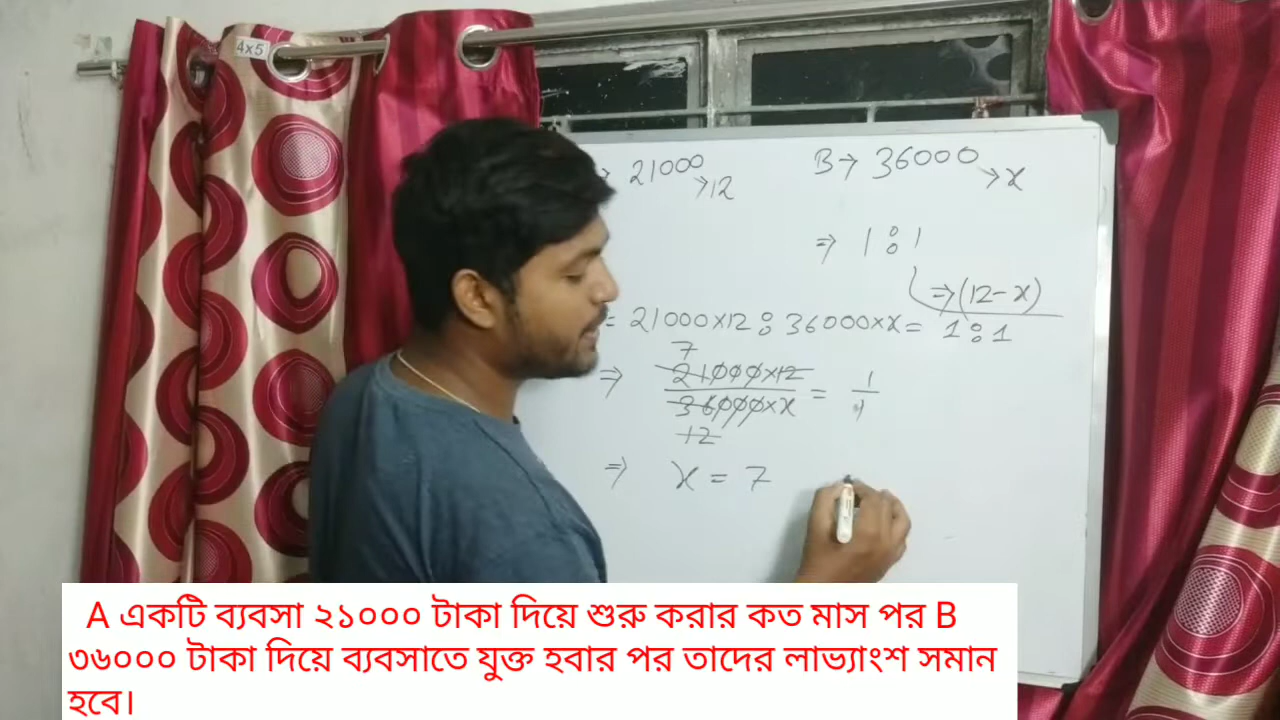 4x5
→ 21000 B → 36000
→ 12 → x
⇒ 1 : 1
⇒ (12 - x)
= 21000 x 12 : 36000 x x = 1 : 1
7
⇒ 21000 x 12 / 36000 x x = 1 / 1
12
⇒ x = 7
A একটি ব্যবসা ২১০০০ টাকা দিয়ে শুরু করার কত মাস পর B
৩৬০০০ টাকা দিয়ে ব্যবসাতে যুক্ত হবার পর তাদের লাভ্যাংশ সমান
হবে।